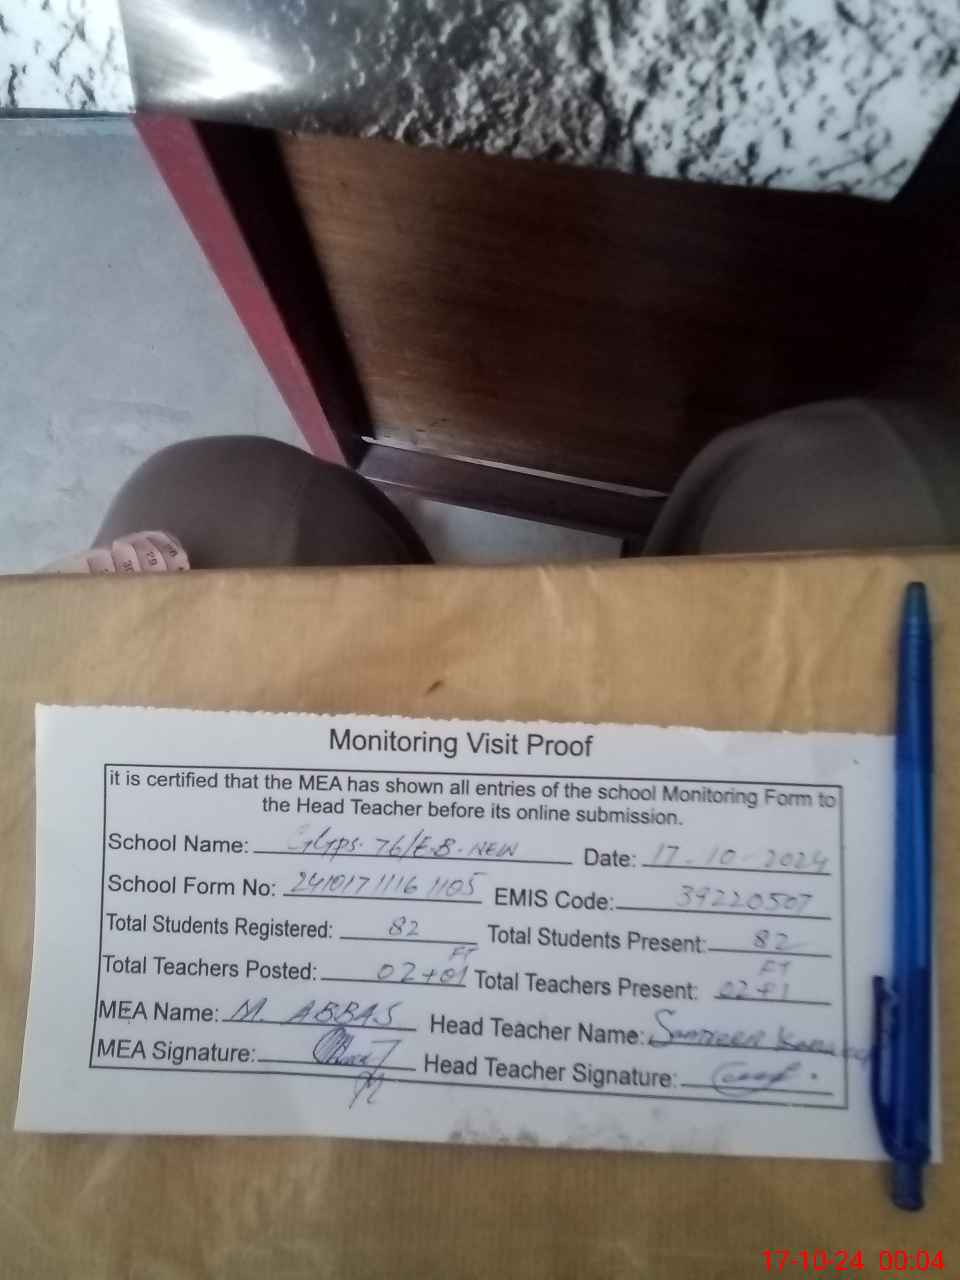 30 29
Monitoring Visit Proof
it is certified that the MEA has shown all entries of the school Monitoring Form to
the Head Teacher before its online submission.
School Name: 76/E.B. NEW Date: 17-10-2024
School Form No: EMIS Code: 39220507
Total Students Registered: 82 Total Students Present: 82
Total Teachers Posted: 02+01 FT Total Teachers Present: 02+1 FT
MEA Name: M. ABBAS Head Teacher Name:
MEA Signature: Head Teacher Signature:
17-10-24 00:04